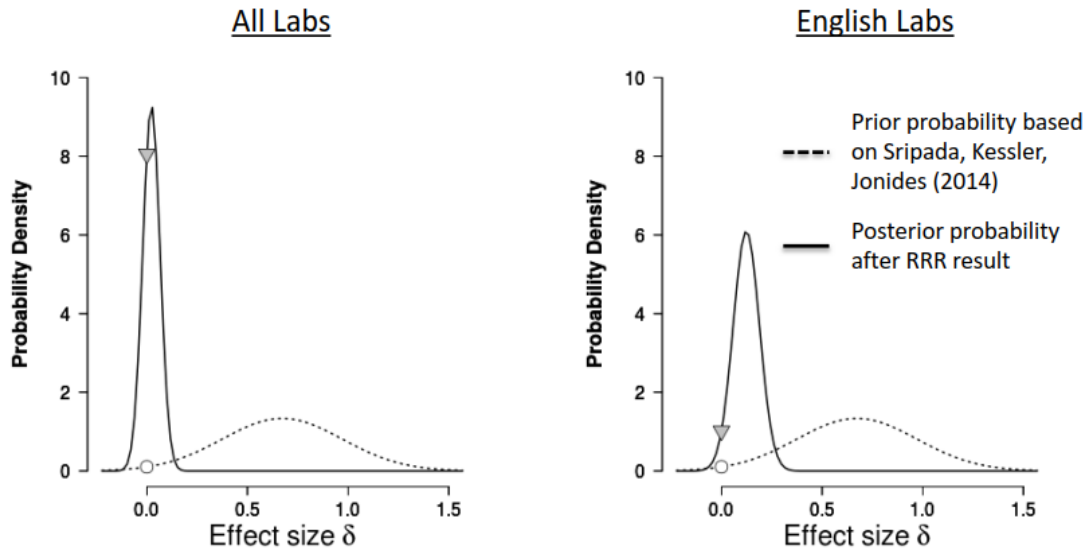 All Labs
English Labs
Probability Density
10
8
6
4
2
0
0.0
0.5
1.0
1.5
Effect size δ
Probability Density
10
8
6
4
2
0
0.0
0.5
1.0
1.5
Effect size δ
Prior probability based
on Sripada, Kessler,
Jonides (2014)
Posterior probability
after RRR result